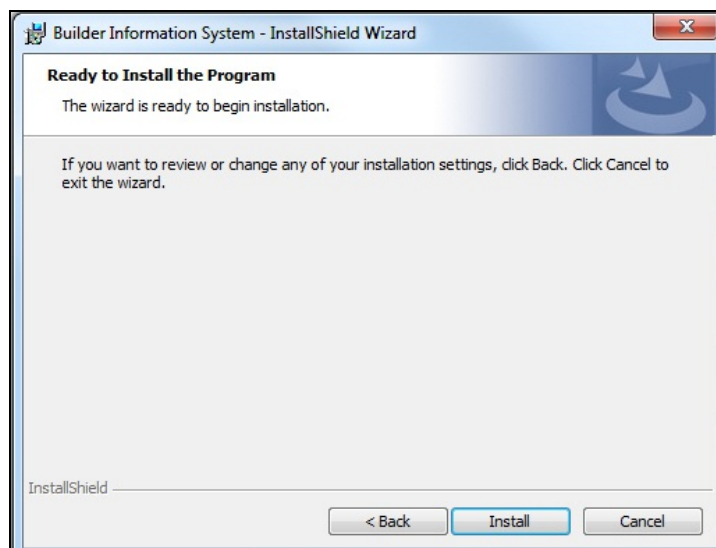 Builder Information System - InstallShield Wizard
Ready to Install the Program
The wizard is ready to begin installation.
If you want to review or change any of your installation settings, click Back. Click Cancel to
exit the wizard.
InstallShield
< Back Install Cancel